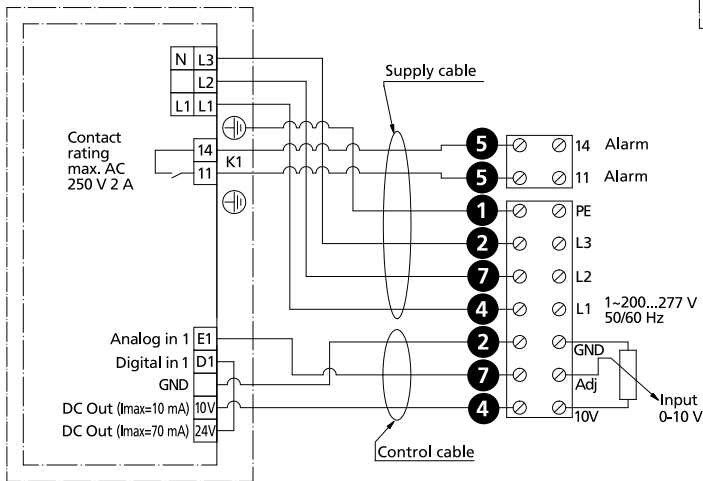 N L3
L2
L1 L1
Supply cable
Contact
rating
max. AC
250 V 2 A
14
11
K1
5 14 Alarm
5 11 Alarm
1 PE
2 L3
7 L2
4 L1
1~200...277 V
50/60 Hz
Analog in 1 E1
Digital in 1 D1
GND
DC Out (Imax=10 mA) 10V
DC Out (Imax=70 mA) 24V
2 GND
7 Adj
4 10V
Input
0-10 V
Control cable